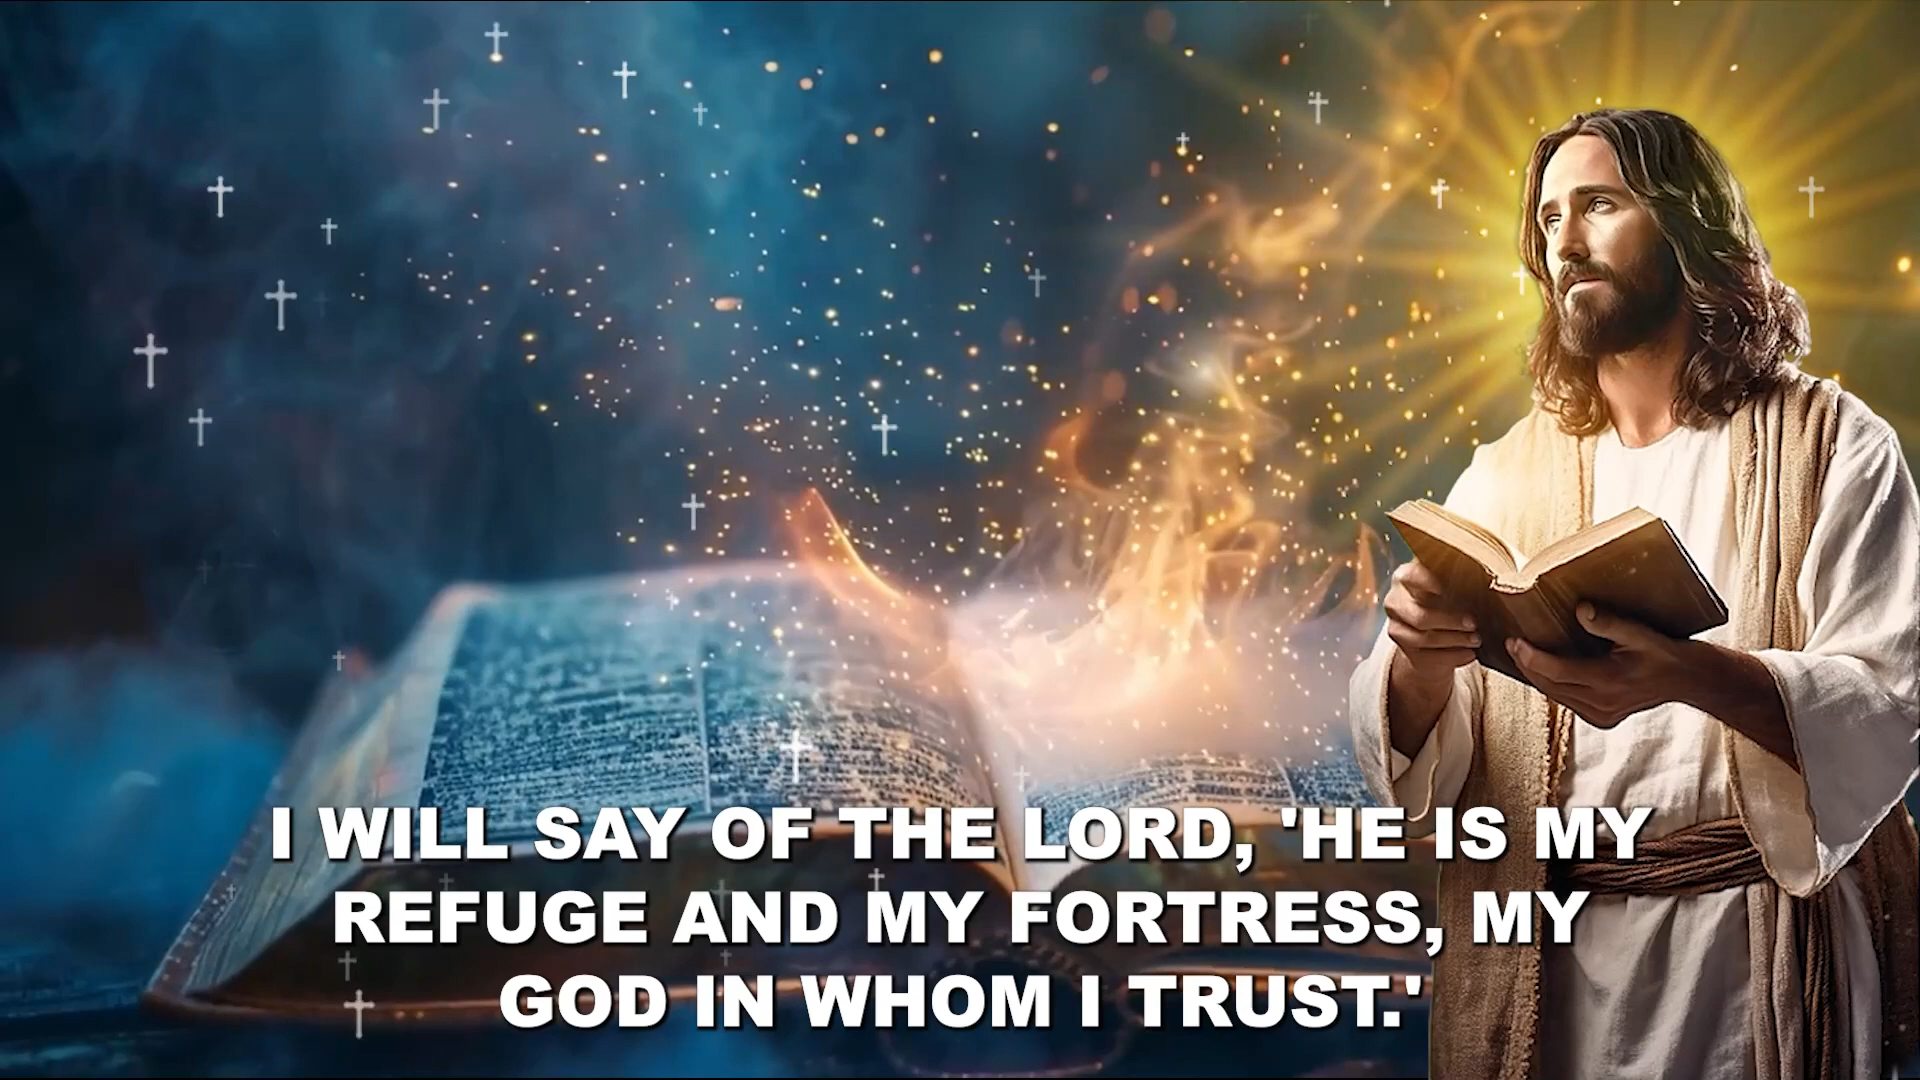 I WILL SAY OF THE LORD, 'HE IS MY
REFUGE AND MY FORTRESS, MY
GOD IN WHOM I TRUST.'